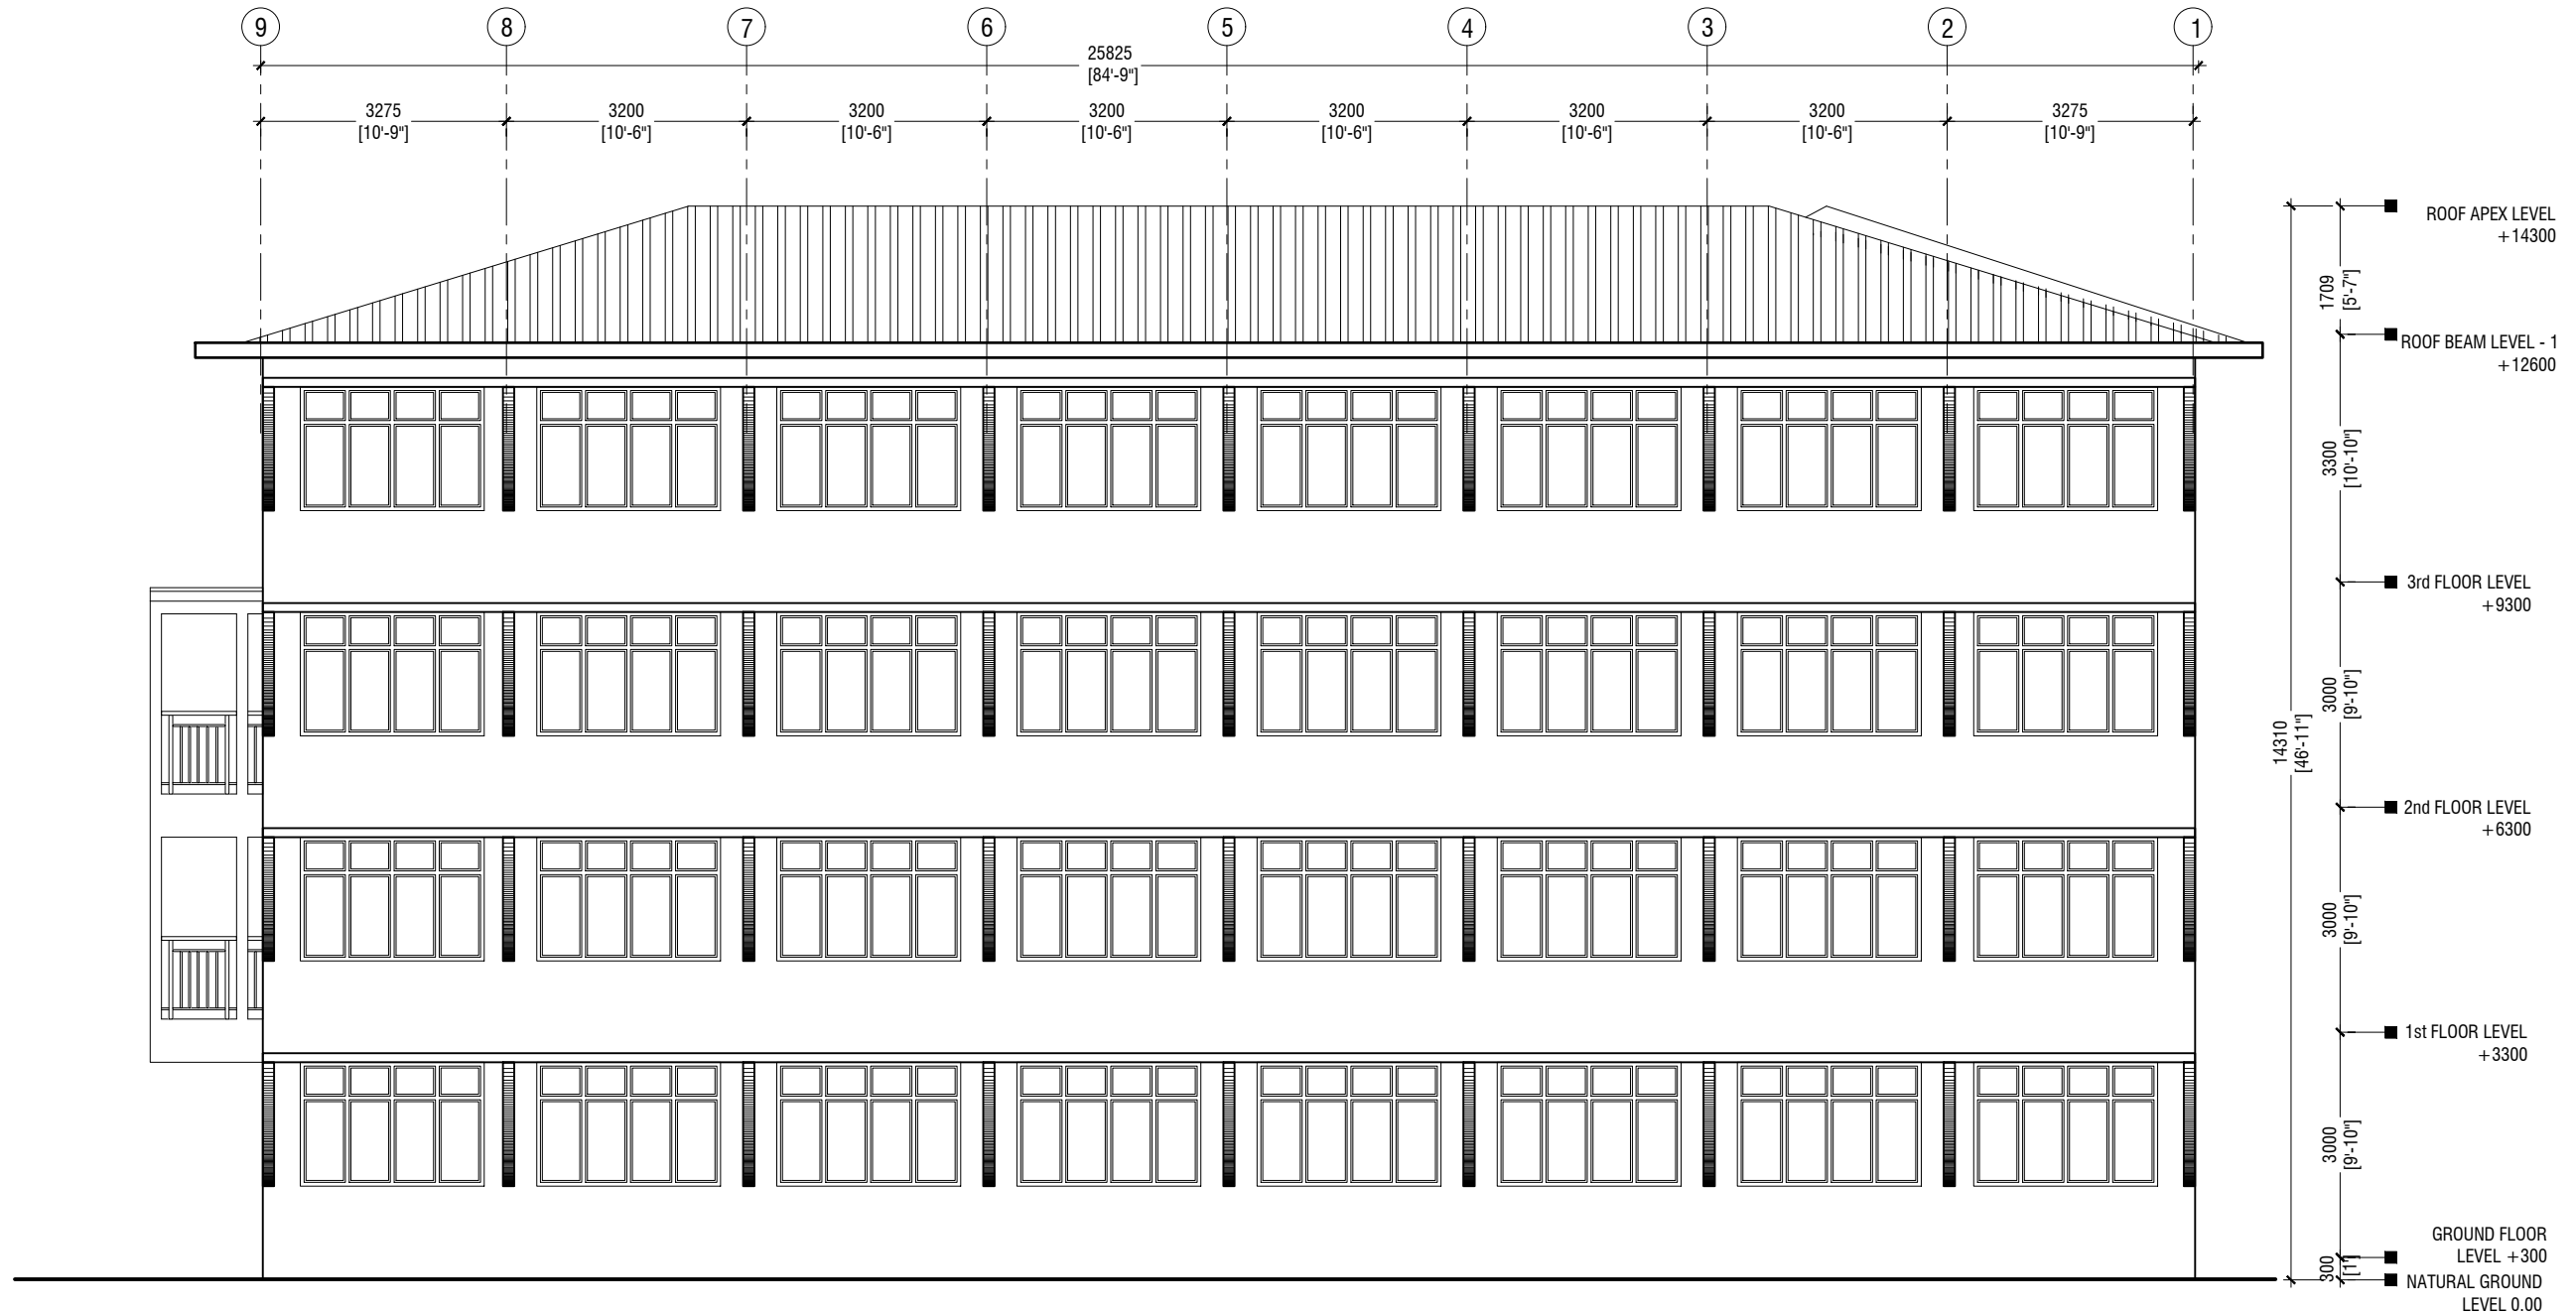 9 8 7 6 5 4 3 2 1
25825
[84'-9"]
3275 3200 3200 3200 3200 3200 3200 3275
[10'-9"] [10'-6"] [10'-6"] [10'-6"] [10'-6"] [10'-6"] [10'-6"] [10'-9"]
ROOF APEX LEVEL
+14300
1709
[5'-7"]
ROOF BEAM LEVEL - 1
+12600
3300
[10'-10"]
3rd FLOOR LEVEL
+9300
3000
[9'-10"]
14310
[46'-11"]
2nd FLOOR LEVEL
+6300
3000
[9'-10"]
1st FLOOR LEVEL
+3300
3000
[9'-10"]
GROUND FLOOR
LEVEL +300
300
[1']
NATURAL GROUND
LEVEL 0.00